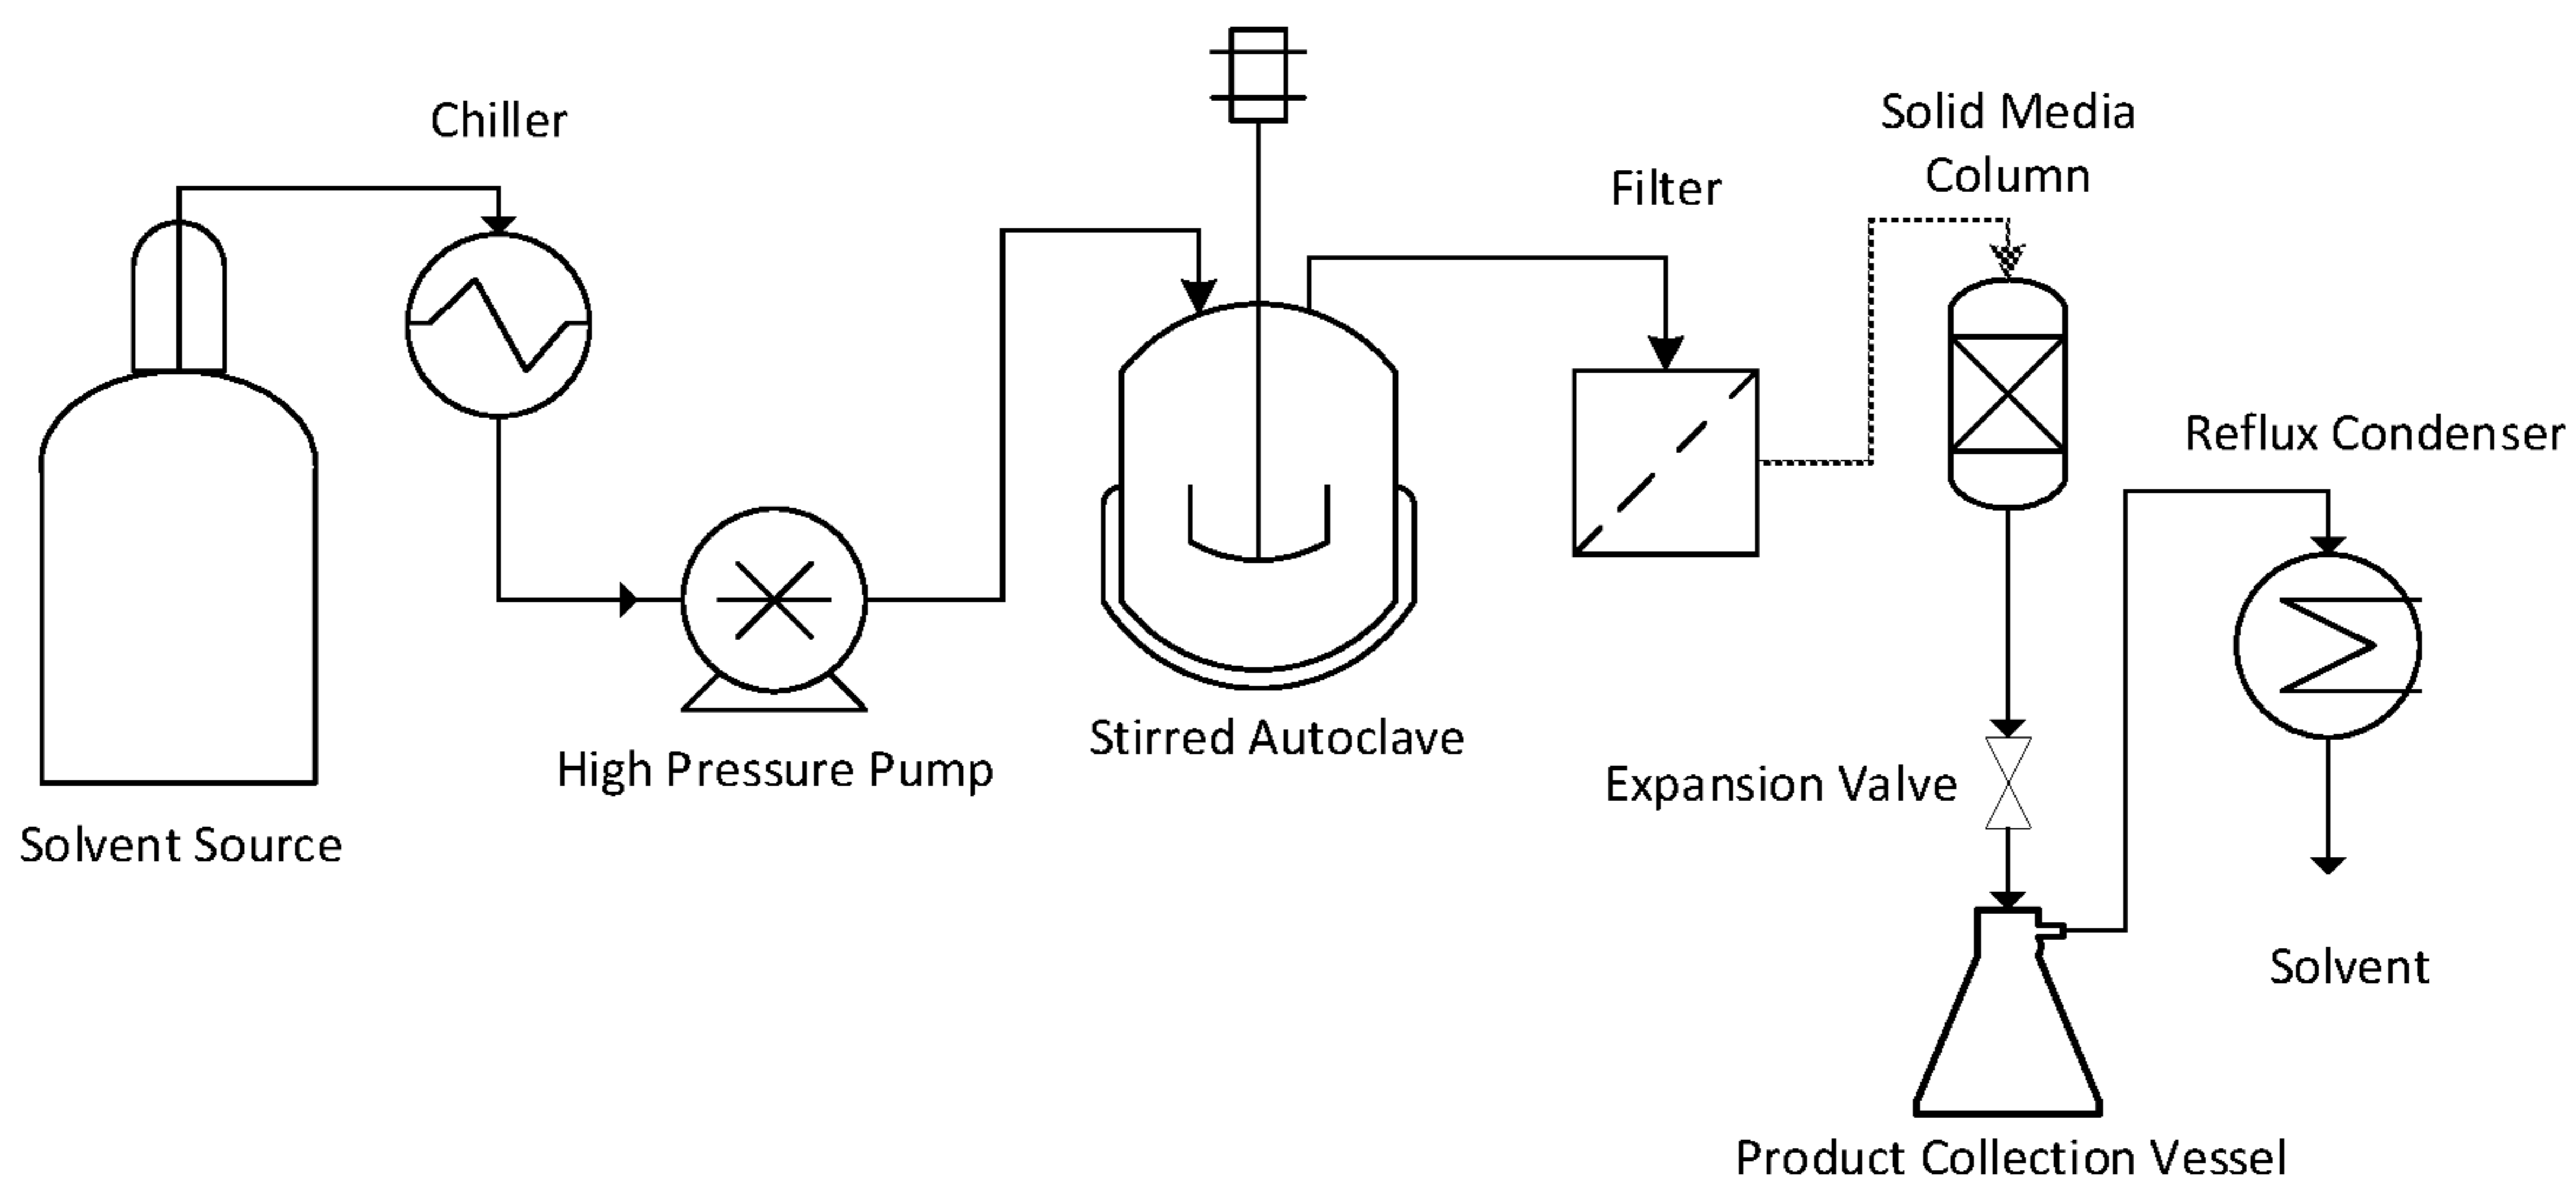 Chiller
Solid Media
Column
Filter
Reflux Condenser
Stirred Autoclave
High Pressure Pump
Expansion Valve
Solvent Source
Solvent
Product Collection Vessel